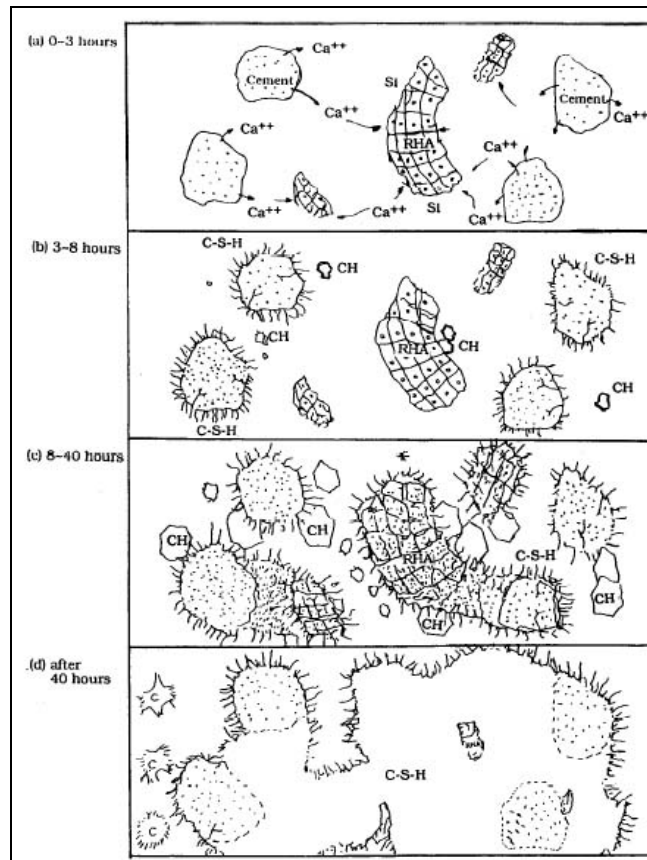 (a) 0–3 hours
Ca++
Cement
Ca++
Ca++
Si
RHA
Cement
Ca++
Ca++
Ca++
Ca++
Ca++
Si
Ca++
(b) 3–8 hours
C-S-H
CH
C-S-H
CH
RHA
CH
CH
C-S-H
(c) 8–40 hours
CH
CH
RHA
C-S-H
CH
CH
.(d) after
40 hours
C
C
C
RHA
C-S-H